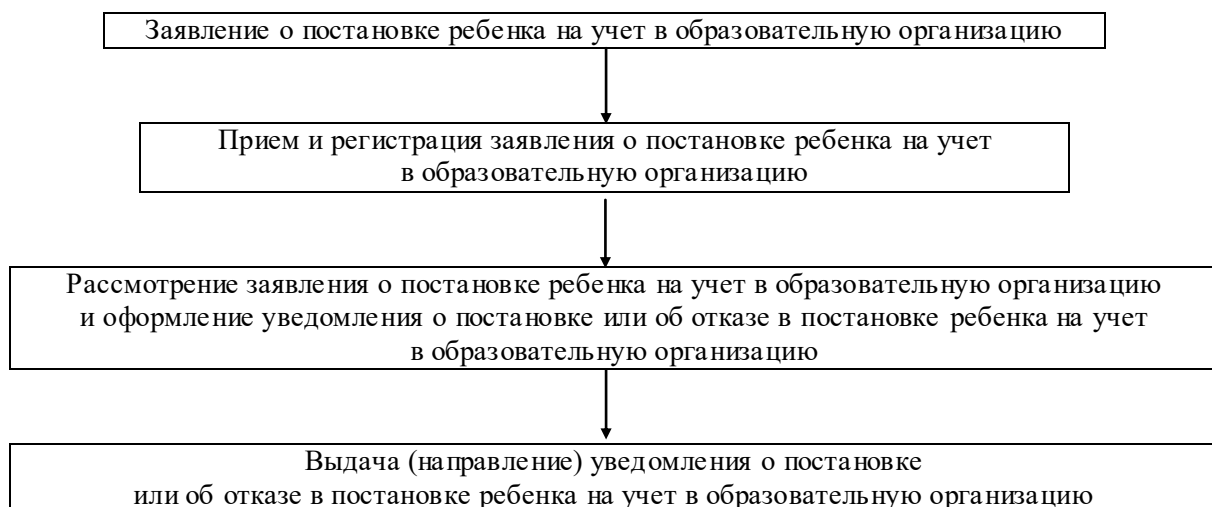 Заявление о постановке ребенка на учет в образовательную организацию
Прием и регистрация заявления о постановке ребенка на учет
в образовательную организацию
Рассмотрение заявления о постановке ребенка на учет в образовательную организацию
и оформление уведомления о постановке или об отказе в постановке ребенка на учет
в образовательную организацию
Выдача (направление) уведомления о постановке
или об отказе в постановке ребенка на учет в образовательную организацию